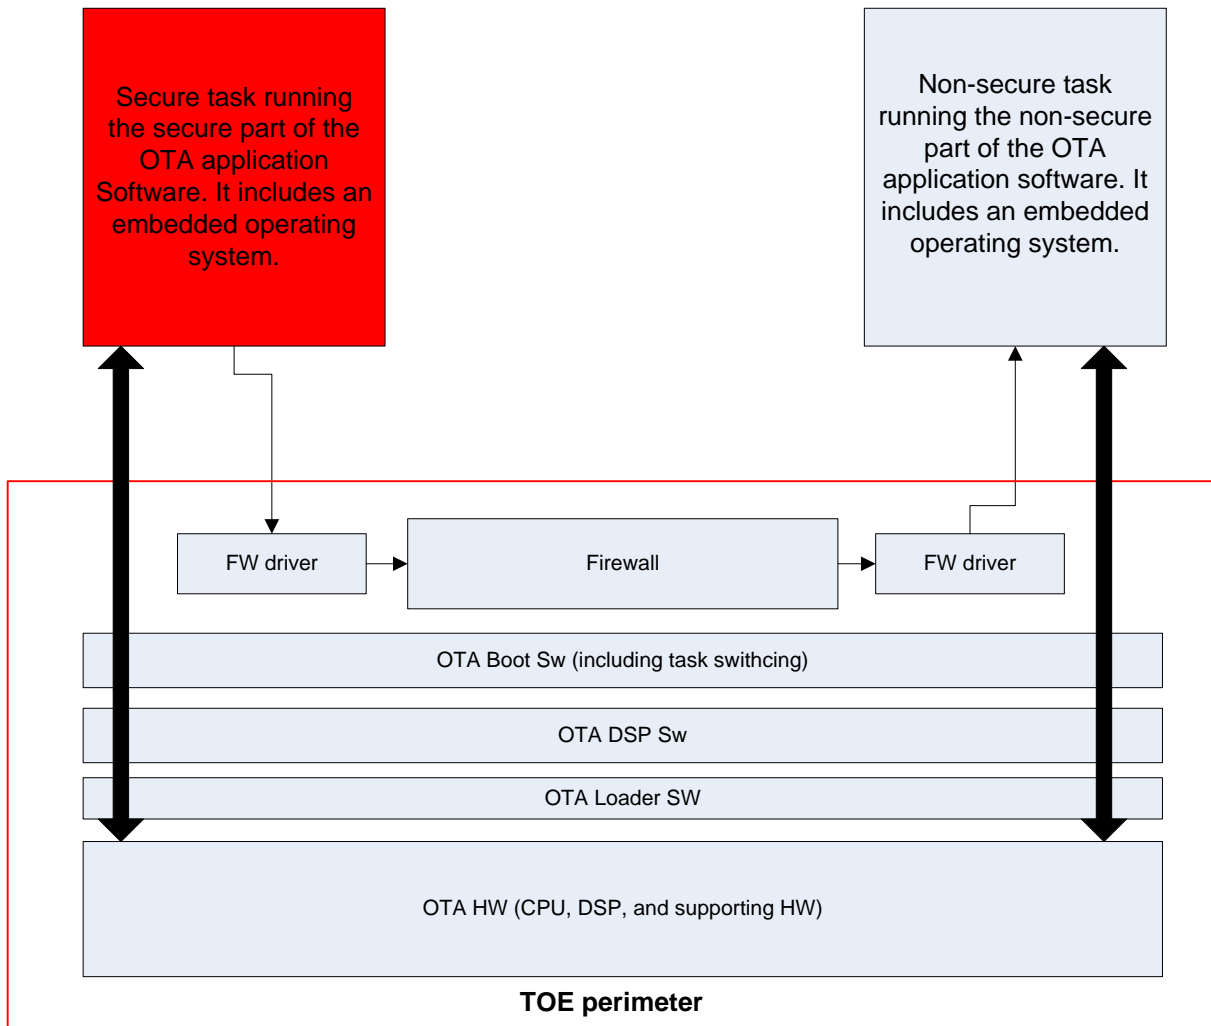 Secure task running
the secure part of the
OTA application
Software. It includes an
embedded operating
system.
Non-secure task
running the non-secure
part of the OTA
application software. It
includes an embedded
operating system.
FW driver
Firewall
FW driver
OTA Boot Sw (including task swithcing)
OTA DSP Sw
OTA Loader SW
OTA HW (CPU, DSP, and supporting HW)
TOE perimeter